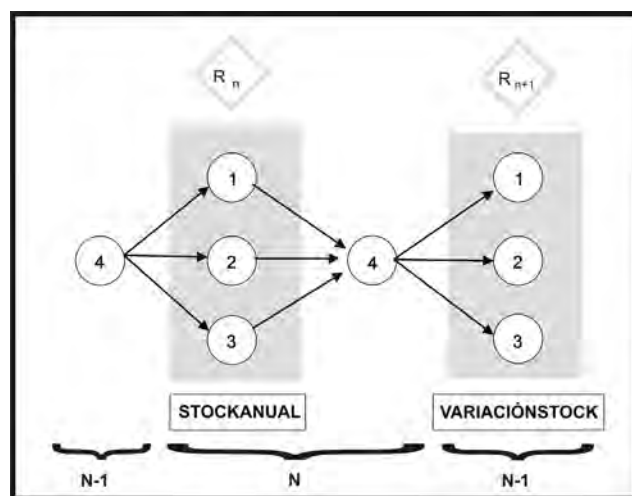 R n R n+1
1 1
4 2 4 2
3 3
STOCKANUAL VARIACIÓNSTOCK
N-1 N N-1